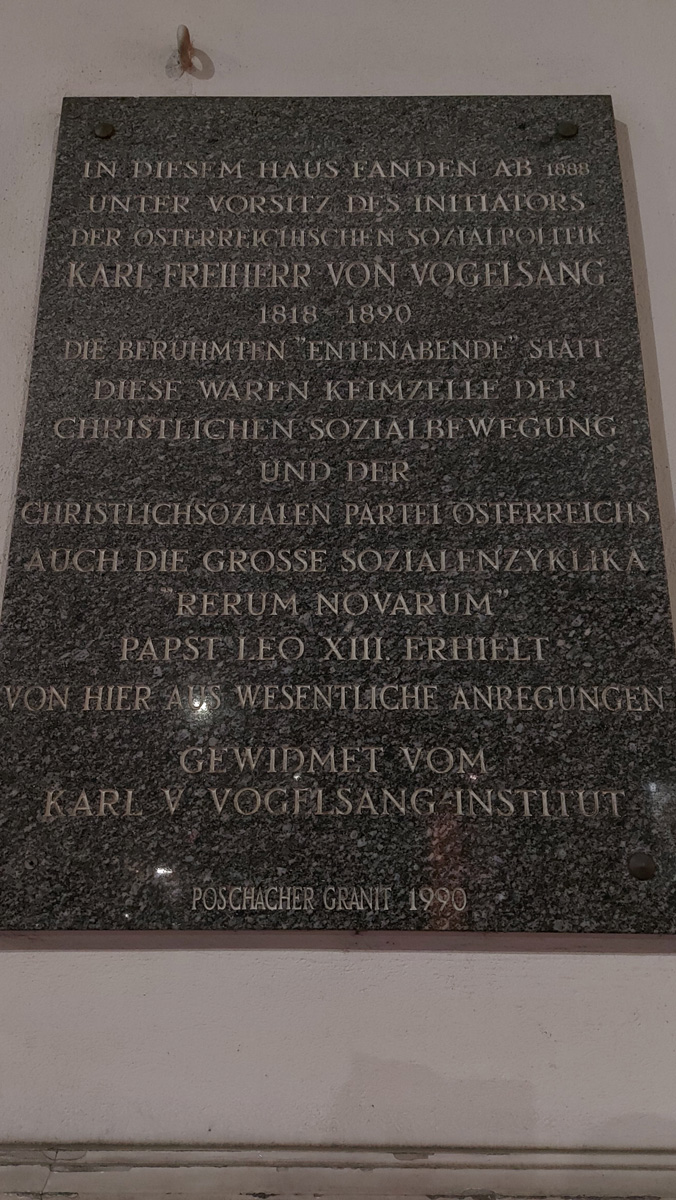 IN DIESEM HAUS FANDEN AB 1888
UNTER VORSITZ DES INITIATORS
DER ÖSTERREICHISCHEN SOZIALPOLITIK
KARL FREIHERR VON VOGELSANG
1818 - 1890
DIE BERÜHMTEN "ENTENABENDE" STATT
DIESE WAREN KEIMZELLE DER
CHRISTLICHEN SOZIALBEWEGUNG
UND DER
CHRISTLICHSOZIALEN PARTEI ÖSTERREICHS
AUCH DIE GROSSE SOZIALENZYKLIKA
"RERUM NOVARUM"
PAPST LEO XIII. ERHIELT
VON HIER AUS WESENTLICHE ANREGUNGEN
GEWIDMET VOM
KARL V. VOGELSANG-INSTITUT
POSCHACHER GRANIT 1990